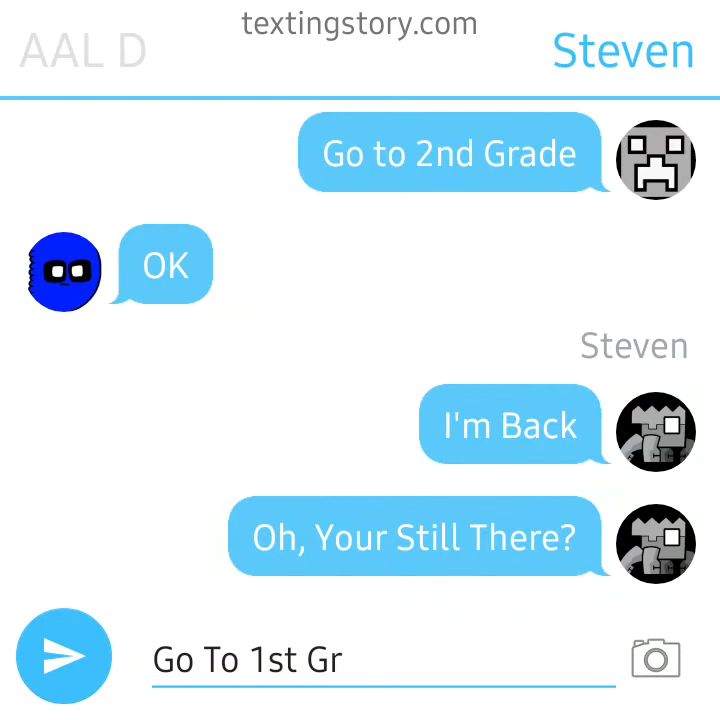 textingstory.com
AAL D
Steven
Go to 2nd Grade
OK
Steven
I'm Back
Oh, Your Still There?
Go To 1st Gr